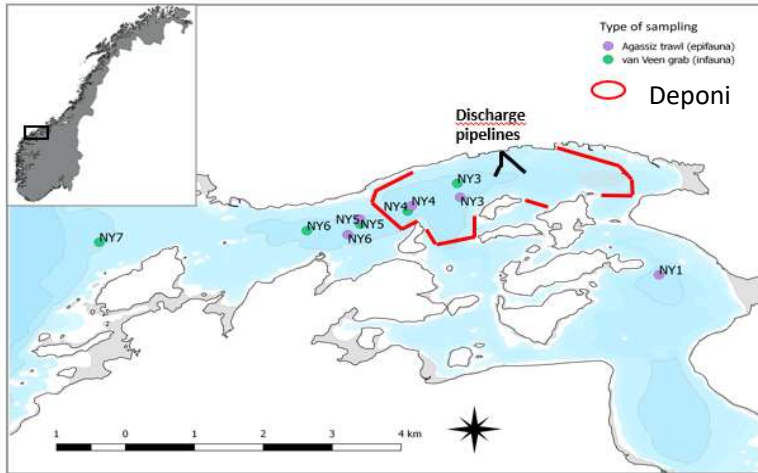 Type of sampling
Agassiz trawl (epifauna)
van Veen grab (infauna)
Deponi
Discharge
pipelines
NY3
NY3
NY4
NY4
NY5
NY5
NY6
NY6
NY7
NY1
1 0 1 2 3 4 km